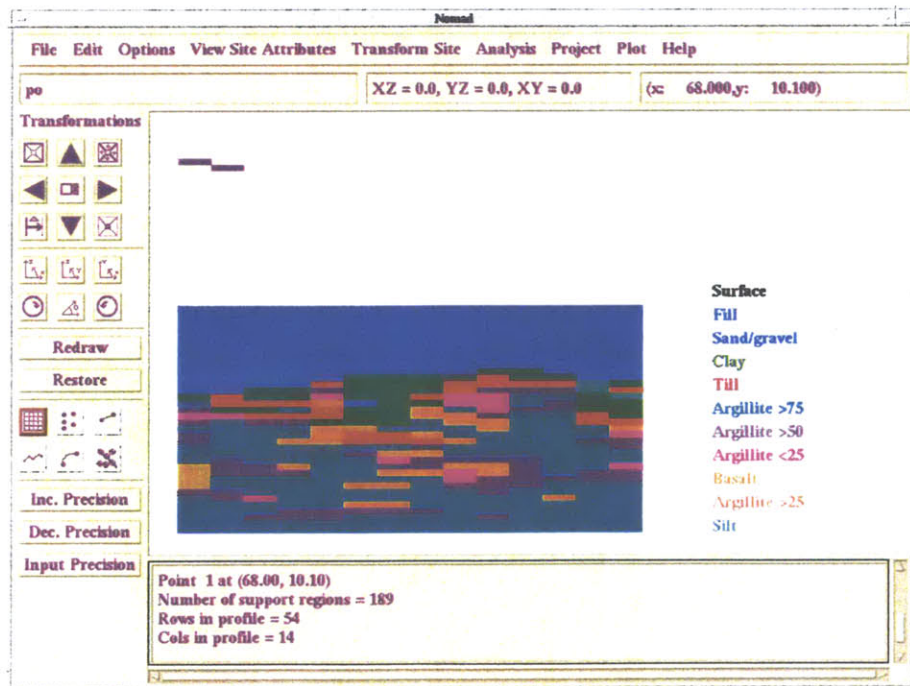 Nomad
File Edit Options View Site Attributes Transform Site Analysis Project Plot Help
po
XZ = 0.0, YZ = 0.0, XY = 0.0
(x: 68.000,y: 10.100)
Transformations
Redraw
Restore
Inc. Precision
Dec. Precision
Input Precision
Surface
Fill
Sand/gravel
Clay
Till
Argillite >75
Argillite >50
Argillite <25
Basalt
Argillite >25
Silt
Point 1 at (68.00, 10.10)
Number of support regions = 189
Rows in profile = 54
Cols in profile = 14